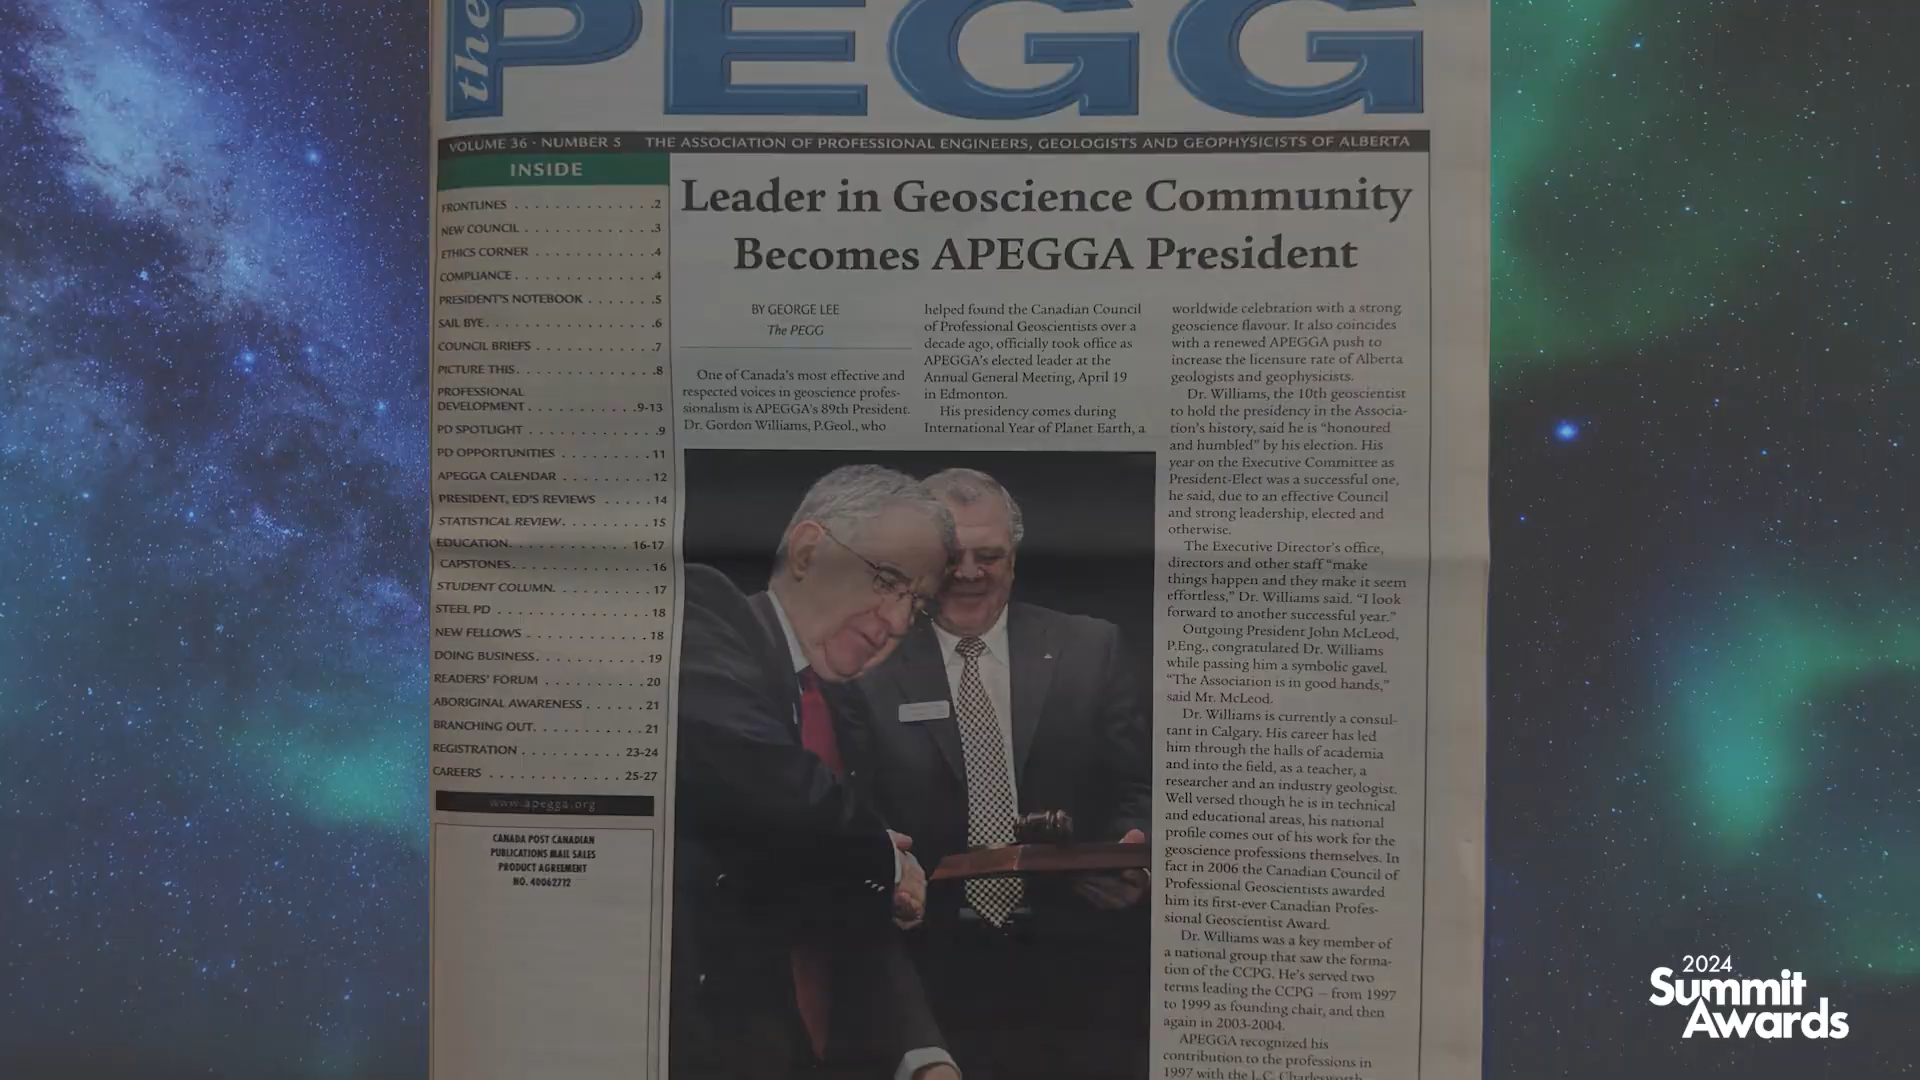 the PEGG
VOLUME 36 · NUMBER 5 THE ASSOCIATION OF PROFESSIONAL ENGINEERS, GEOLOGISTS AND GEOPHYSICISTS OF ALBERTA
INSIDE
FRONTLINES . . . . . . . . . . . . . .2
NEW COUNCIL . . . . . . . . . . . . .3
ETHICS CORNER . . . . . . . . . . . .4
COMPLIANCE . . . . . . . . . . . . . .4
PRESIDENT'S NOTEBOOK . . . . . . .5
SAIL BYE. . . . . . . . . . . . . . . . .6
COUNCIL BRIEFS . . . . . . . . . . . .7
PICTURE THIS. . . . . . . . . . . . . .8
PROFESSIONAL
DEVELOPMENT . . . . . . . . . . .9-13
PD SPOTLIGHT . . . . . . . . . . . . .9
PD OPPORTUNITIES . . . . . . . . . 11
APEGGA CALENDAR . . . . . . . . . 12
PRESIDENT, ED'S REVIEWS . . . . . 14
STATISTICAL REVIEW. . . . . . . . . 15
EDUCATION. . . . . . . . . . . . 16-17
CAPSTONES. . . . . . . . . . . . . . 16
STUDENT COLUMN. . . . . . . . . . 17
STEEL PD . . . . . . . . . . . . . . . 18
NEW FELLOWS . . . . . . . . . . . . 18
DOING BUSINESS. . . . . . . . . . . 19
READERS' FORUM . . . . . . . . . . 20
ABORIGINAL AWARENESS . . . . . . 21
BRANCHING OUT. . . . . . . . . . . 21
REGISTRATION . . . . . . . . . . 23-24
CAREERS . . . . . . . . . . . . . 25-27
www.apegga.org
CANADA POST CANADIAN
PUBLICATIONS MAIL SALES
PRODUCT AGREEMENT
NO. 40062712
Leader in Geoscience Community
Becomes APEGGA President
BY GEORGE LEE
The PEGG
One of Canada's most effective and
respected voices in geoscience profes-
sionalism is APEGGA's 89th President.
Dr. Gordon Williams, P.Geol., who
helped found the Canadian Council
of Professional Geoscientists over a
decade ago, officially took office as
APEGGA's elected leader at the
Annual General Meeting, April 19
in Edmonton.
His presidency comes during
International Year of Planet Earth, a
worldwide celebration with a strong
geoscience flavour. It also coincides
with a renewed APEGGA push to
increase the licensure rate of Alberta
geologists and geophysicists.
Dr. Williams, the 10th geoscientist
to hold the presidency in the Associa-
tion's history, said he is "honoured
and humbled" by his election. His
year on the Executive Committee as
President-Elect was a successful one,
he said, due to an effective Council
and strong leadership, elected and
otherwise.
The Executive Director's office,
directors and other staff "make
things happen and they make it seem
effortless," Dr. Williams said. "I look
forward to another successful year."
Outgoing President John McLeod,
P.Eng., congratulated Dr. Williams
while passing him a symbolic gavel.
"The Association is in good hands,"
said Mr. McLeod.
Dr. Williams is currently a consul-
tant in Calgary. His career has led
him through the halls of academia
and into the field, as a teacher, a
researcher and an industry geologist.
Well versed though he is in technical
and educational areas, his national
profile comes out of his work for the
geoscience professions themselves. In
fact in 2006 the Canadian Council of
Professional Geoscientists awarded
him its first-ever Canadian Profes-
sional Geoscientist Award.
Dr. Williams was a key member of
a national group that saw the forma-
tion of the CCPG. He's served two
terms leading the CCPG – from 1997
to 1999 as founding chair, and then
again in 2003-2004.
APEGGA recognized his
contribution to the professions in
1997 with the L.C. Charlesworth
2024
Summit
Awards